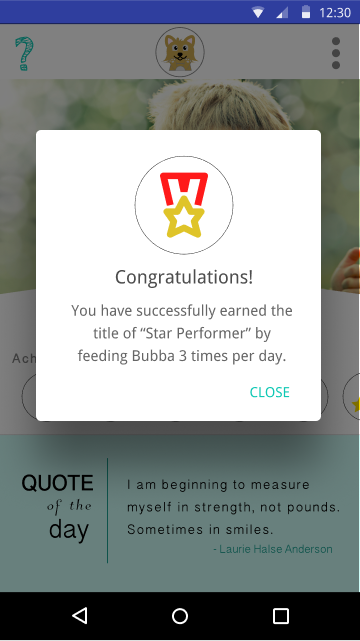 12:30
?
Congratulations!
You have successfully earned the
title of “Star Performer” by
feeding Bubba 3 times per day.
Ach
CLOSE
QUOTE
of the
day
I am beginning to measure
myself in strength, not pounds.
Sometimes in smiles.
- Laurie Halse Anderson